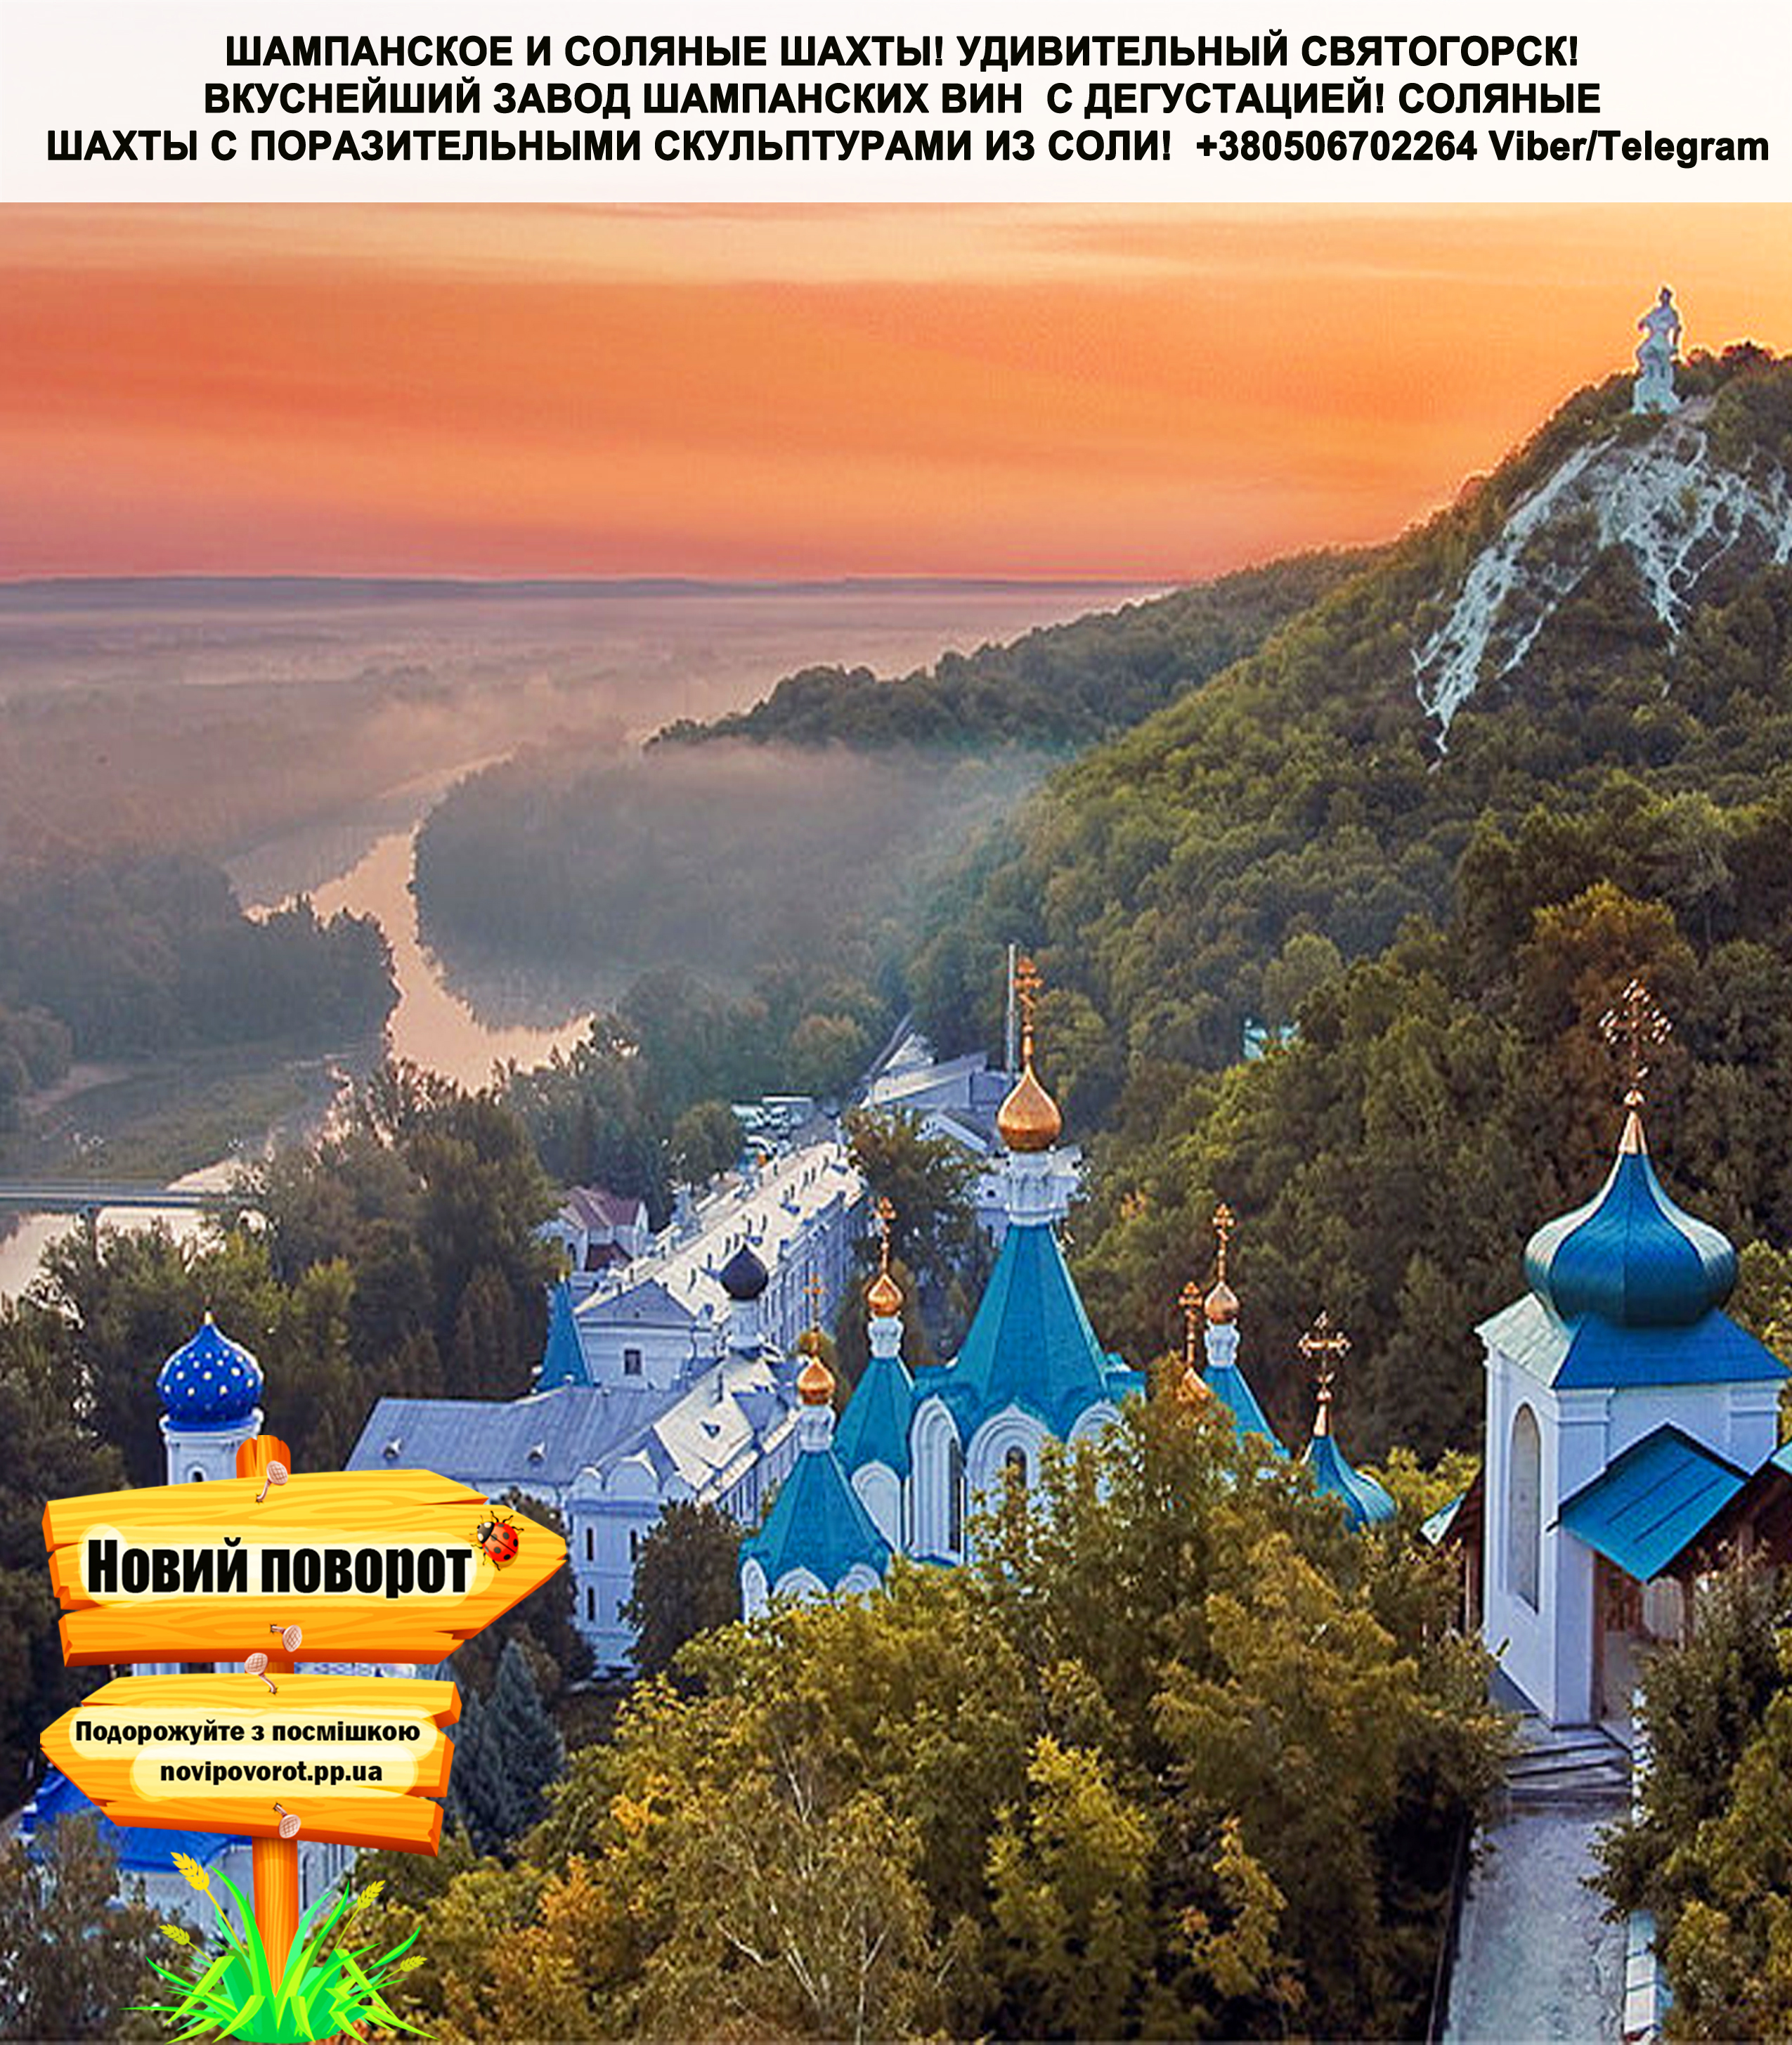 ШАМПАНСКОЕ И СОЛЯНЫЕ ШАХТЫ! УДИВИТЕЛЬНЫЙ СВЯТОГОРСК!
ВКУСНЕЙШИЙ ЗАВОД ШАМПАНСКИХ ВИН С ДЕГУСТАЦИЕЙ! СОЛЯНЫЕ
ШАХТЫ С ПОРАЗИТЕЛЬНЫМИ СКУЛЬПТУРАМИ ИЗ СОЛИ! +380506702264 Viber/Telegram
Новий поворот
Подорожуйте з посмішкою
novipovorot.pp.ua